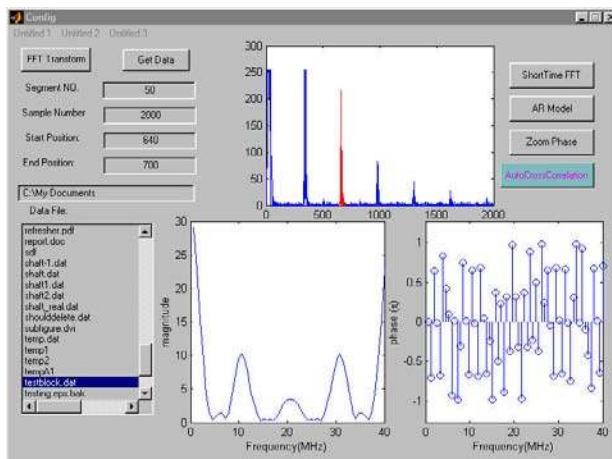 Config
Untitled 1 Untitled 2 Untitled 3
FFT Transform
Get Data
Segment NO. 50
Sample Number 2000
Start Position: 640
End Position: 700
C:\My Documents
Data File:
refresher.pdf
report.doc
sdf
shaft-1.dat
shaft.dat
shaft1.dat
shaft2.dat
shaft_real.dat
shoulddelete.dat
subfigure.dvi
temp.dat
temp1
temp2
tempA1
testblock.dat
testing.eps.bak
300
250
200
150
100
50
0
0 500 1000 1500 2000
ShortTime FFT
AR Model
Zoom Phase
AutoCrossCorrelation
30
25
20
15
10
5
0
magnitude
0 10 20 30 40
Frequency(MHz)
1
0.5
0
-0.5
-1
phase (s)
0 10 20 30 40
Frequency(MHz)